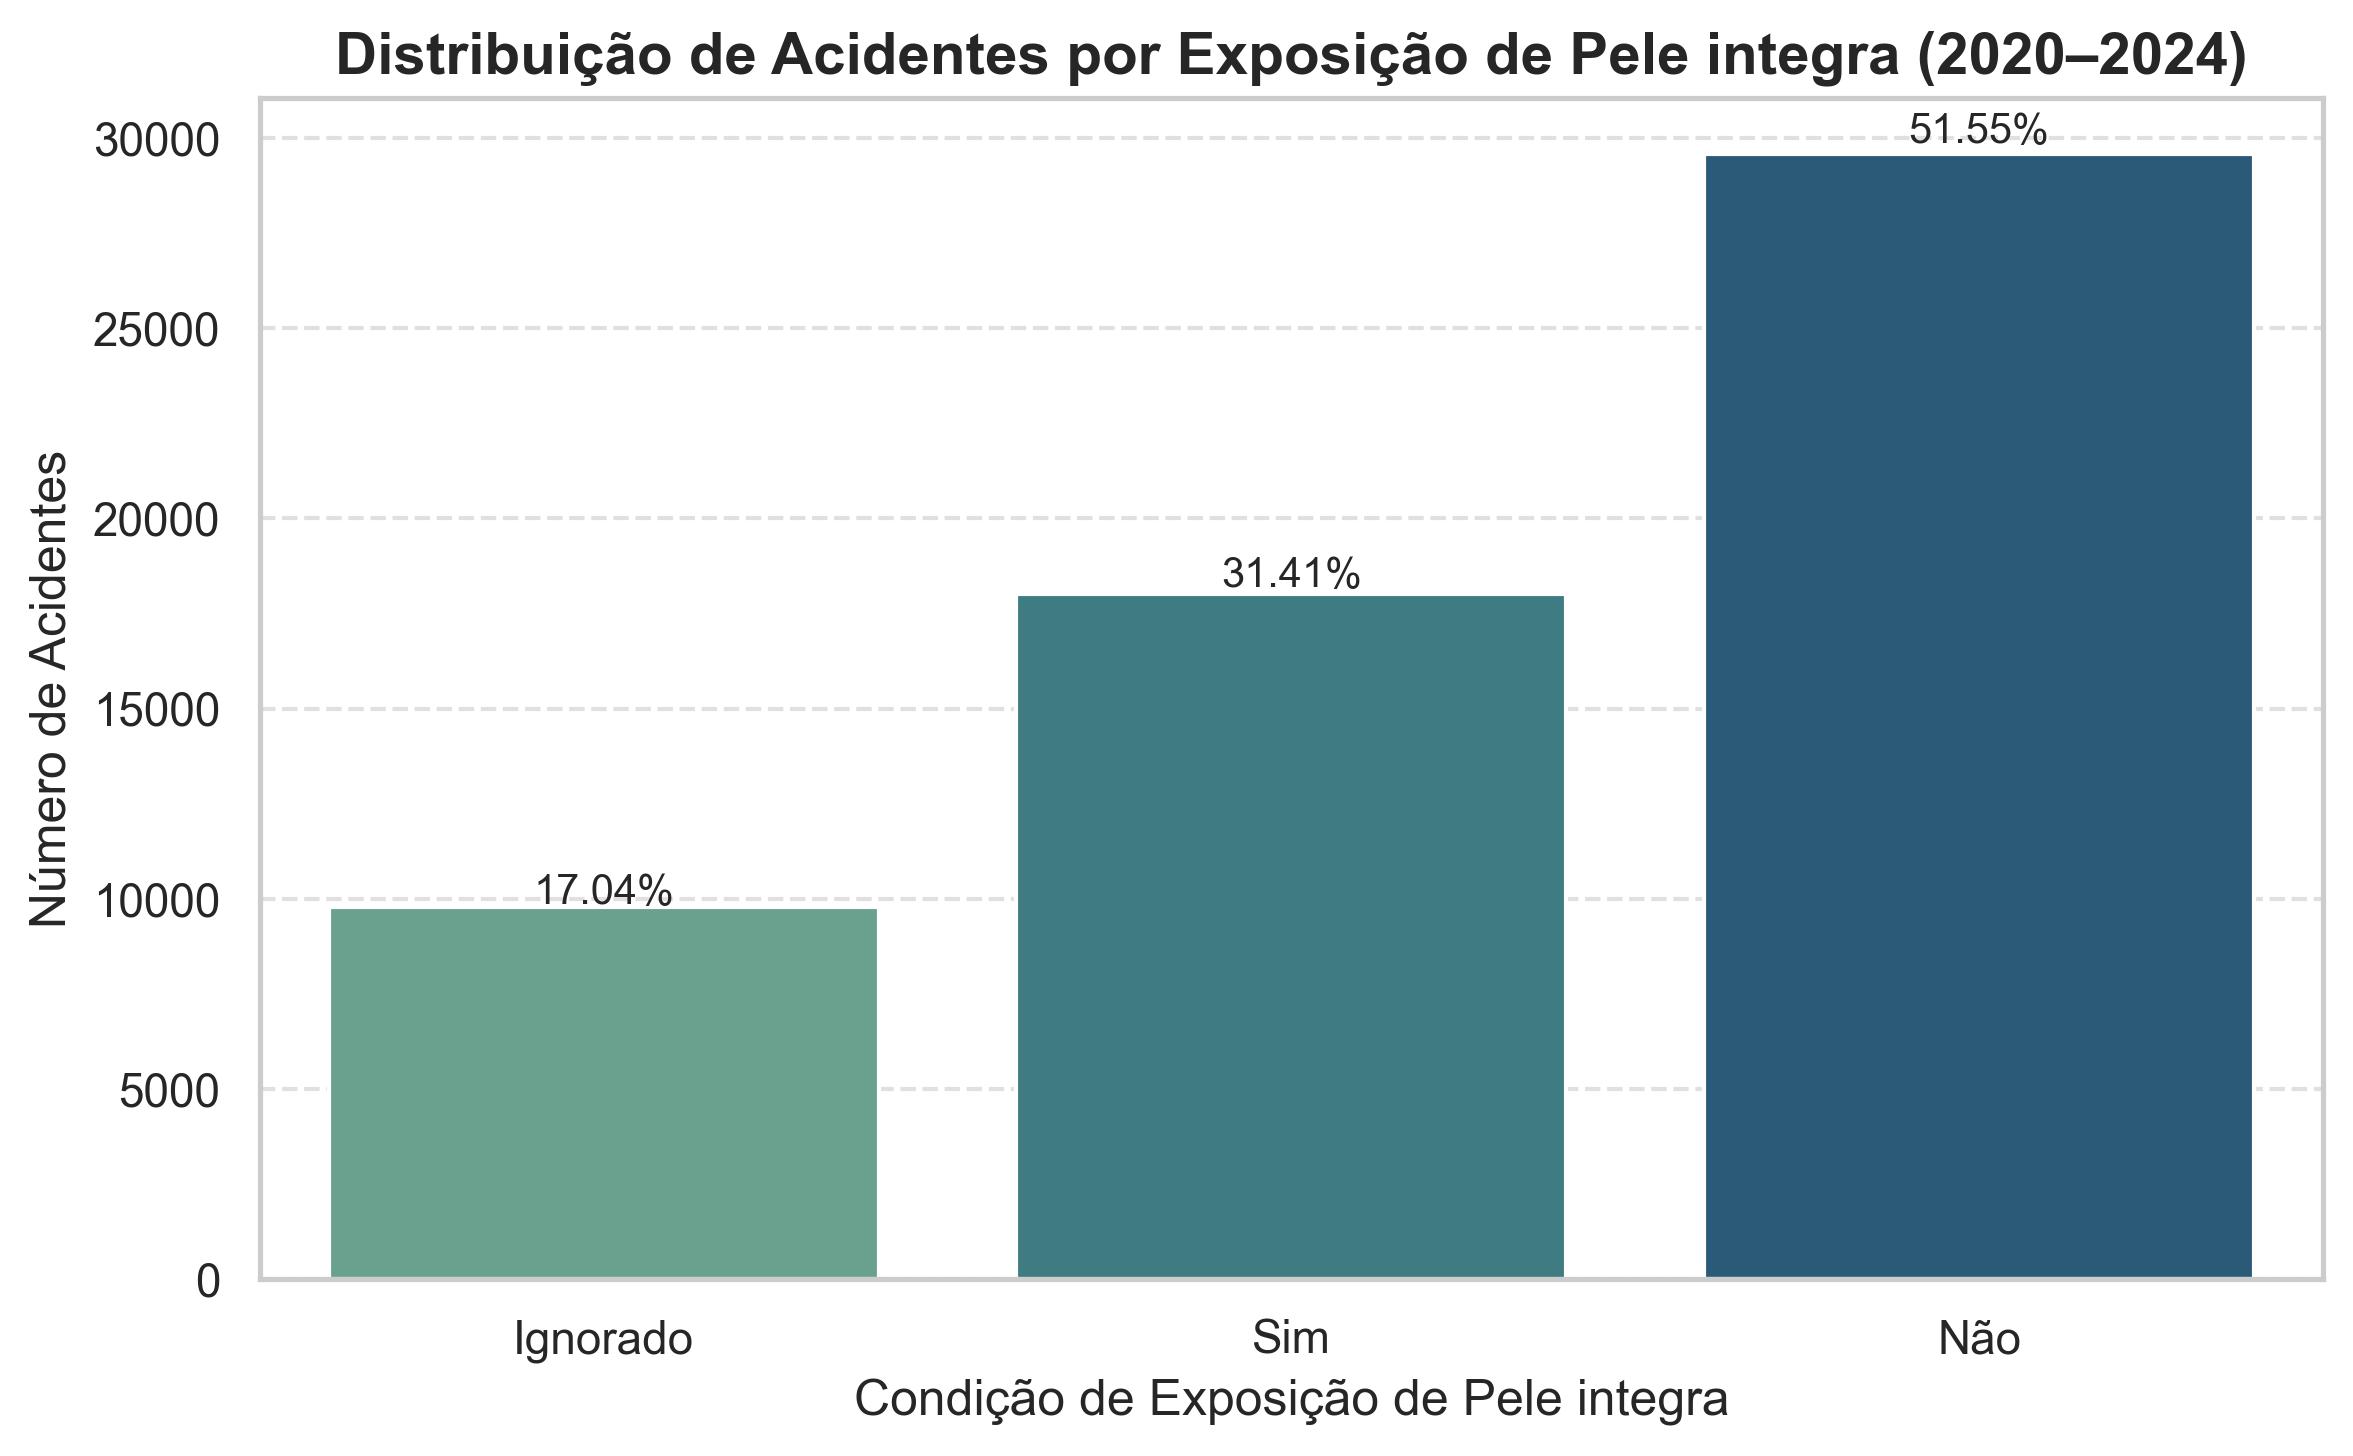 Distribuição de Acidentes por Exposição de Pele integra (2020–2024)
30000
25000
20000
15000
10000
5000
0
Número de Acidentes
17.04%
31.41%
51.55%
Ignorado
Sim
Não
Condição de Exposição de Pele integra